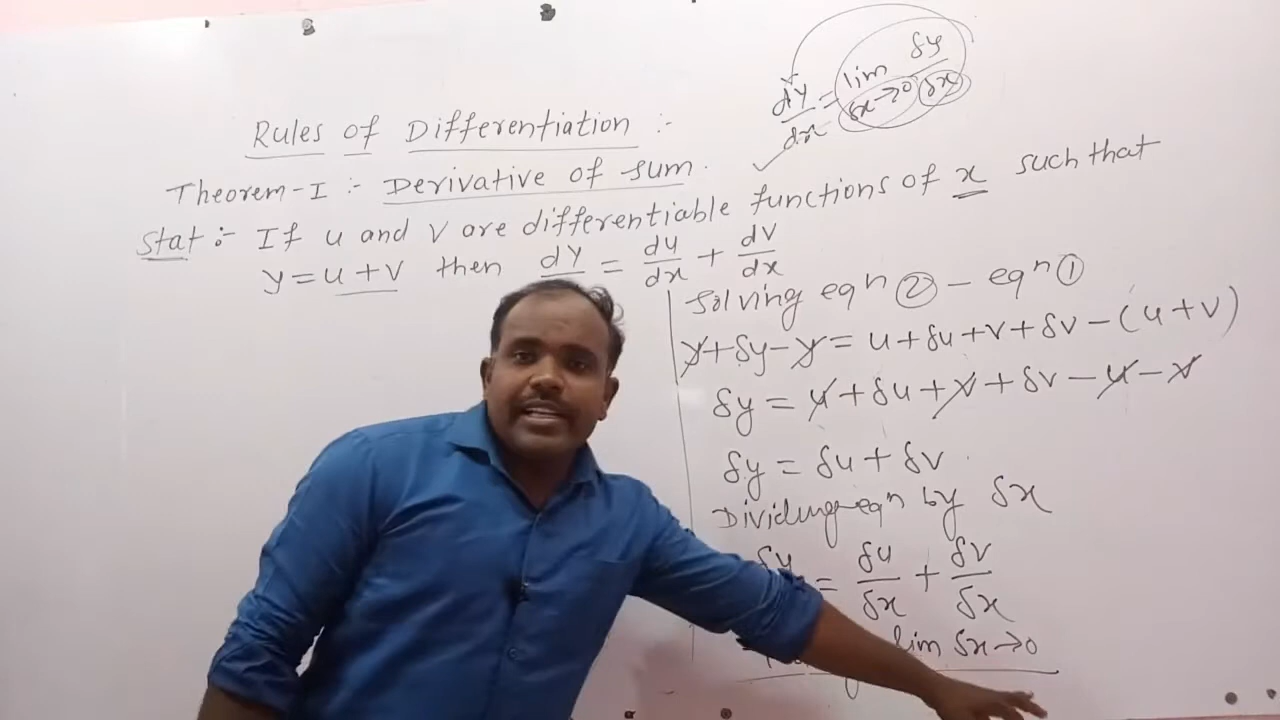 dy/dx = lim δx→0 δy/δx
Rules of Differentiation :-
Theorem-I :- Derivative of sum.
Stat :- If u and v are differentiable functions of x such that
y = u + v then dy = du/dx + dv/dx
Solving eqn ② - eqn ①
y + δy - y = u + δu + v + δv - (u + v)
δy = u + δu + v + δv - u - v
δy = δu + δv
Dividing eqn by δx
δy = δu/δx + δv/δx
lim δx→0